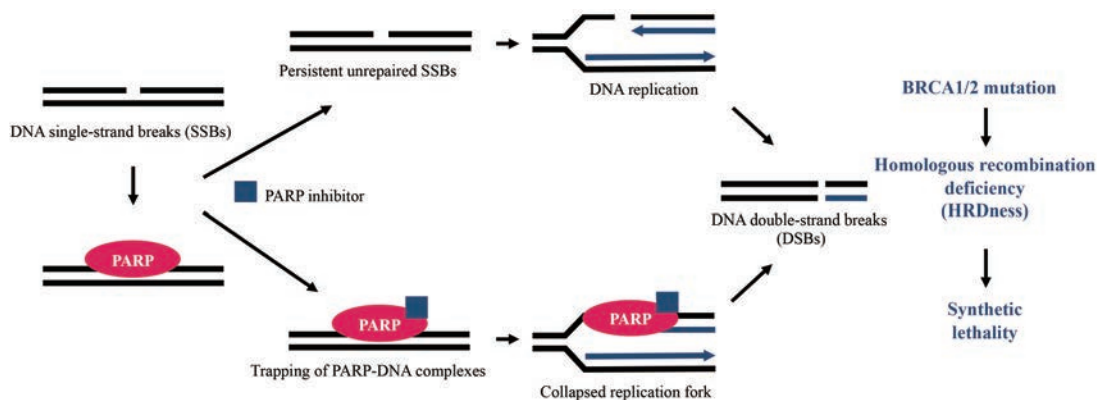 Persistent unrepaired SSBs
DNA replication
BRCA1/2 mutation
DNA single-strand breaks (SSBs)
Homologous recombination
deficiency
(HRDness)
PARP inhibitor
DNA double-strand breaks
(DSBs)
PARP
Synthetic
lethality
PARP
PARP
Trapping of PARP-DNA complexes
Collapsed replication fork